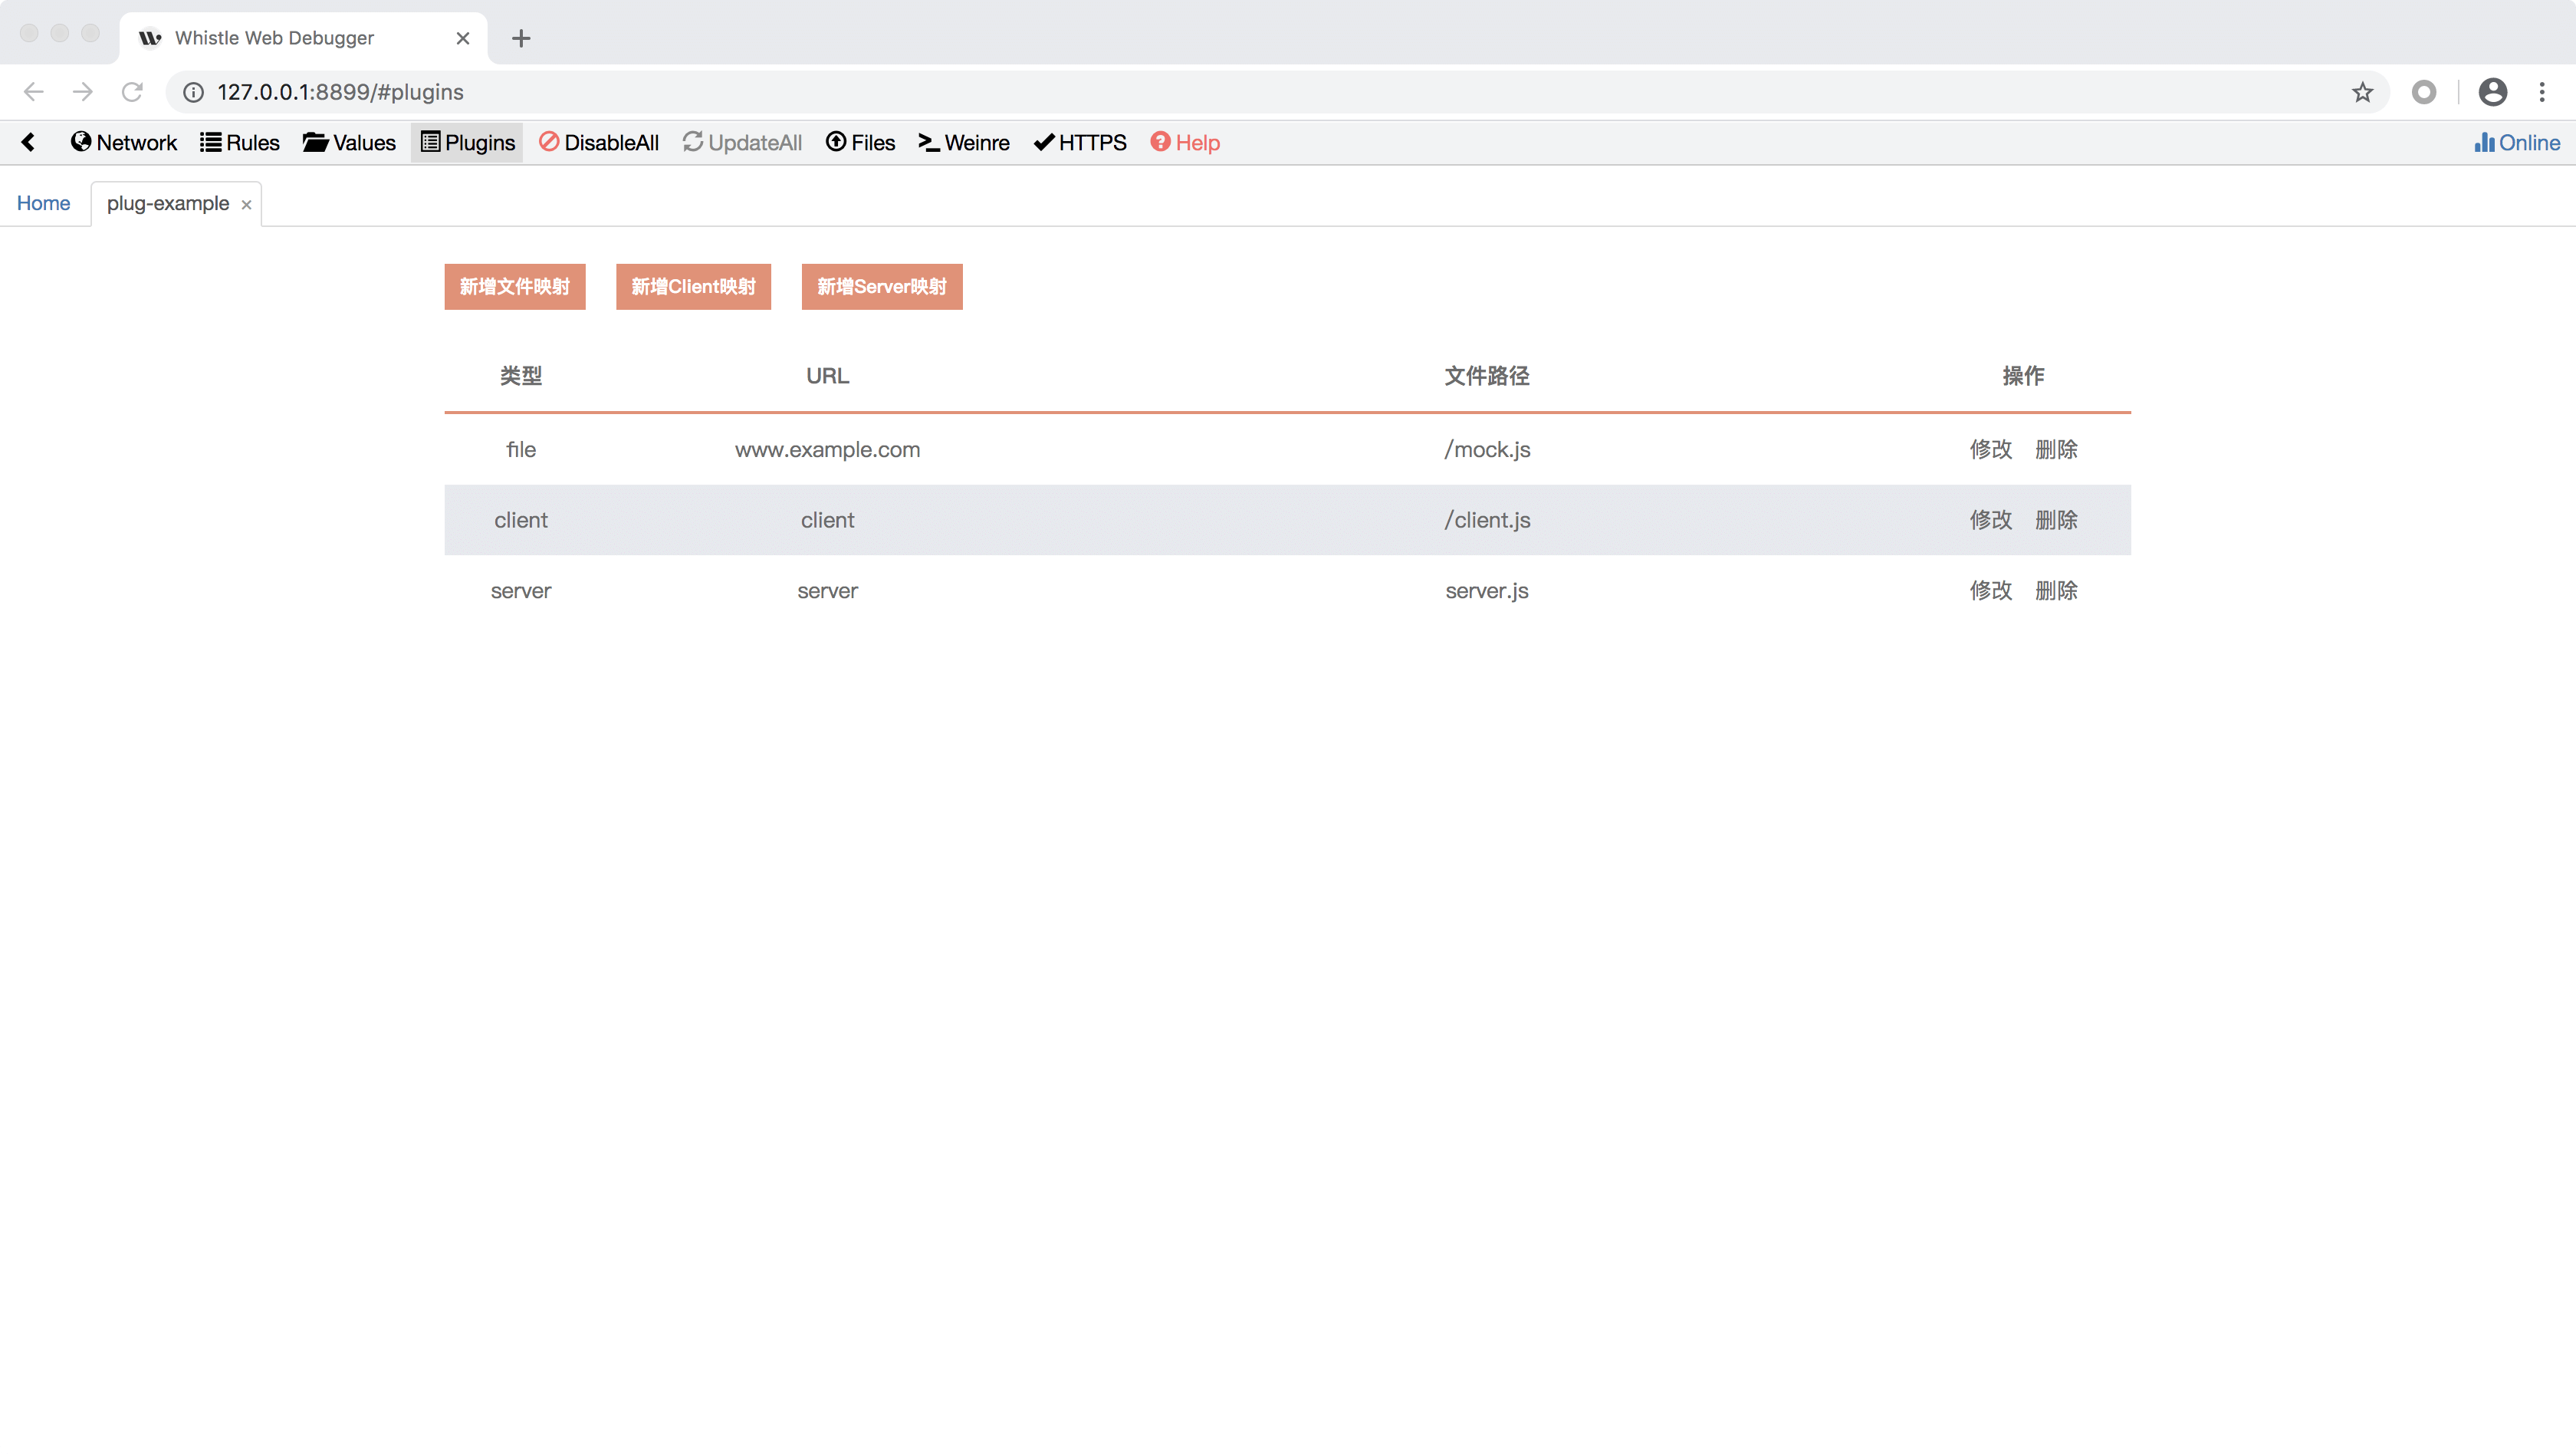 Whistle Web Debugger
127.0.0.1:8899/#plugins
Network Rules Values Plugins DisableAll UpdateAll Files Weinre HTTPS Help Online
Home plug-example
新增文件映射 新增Client映射 新增Server映射
类型 URL 文件路径 操作
file www.example.com /mock.js 修改 删除
client client /client.js 修改 删除
server server server.js 修改 删除